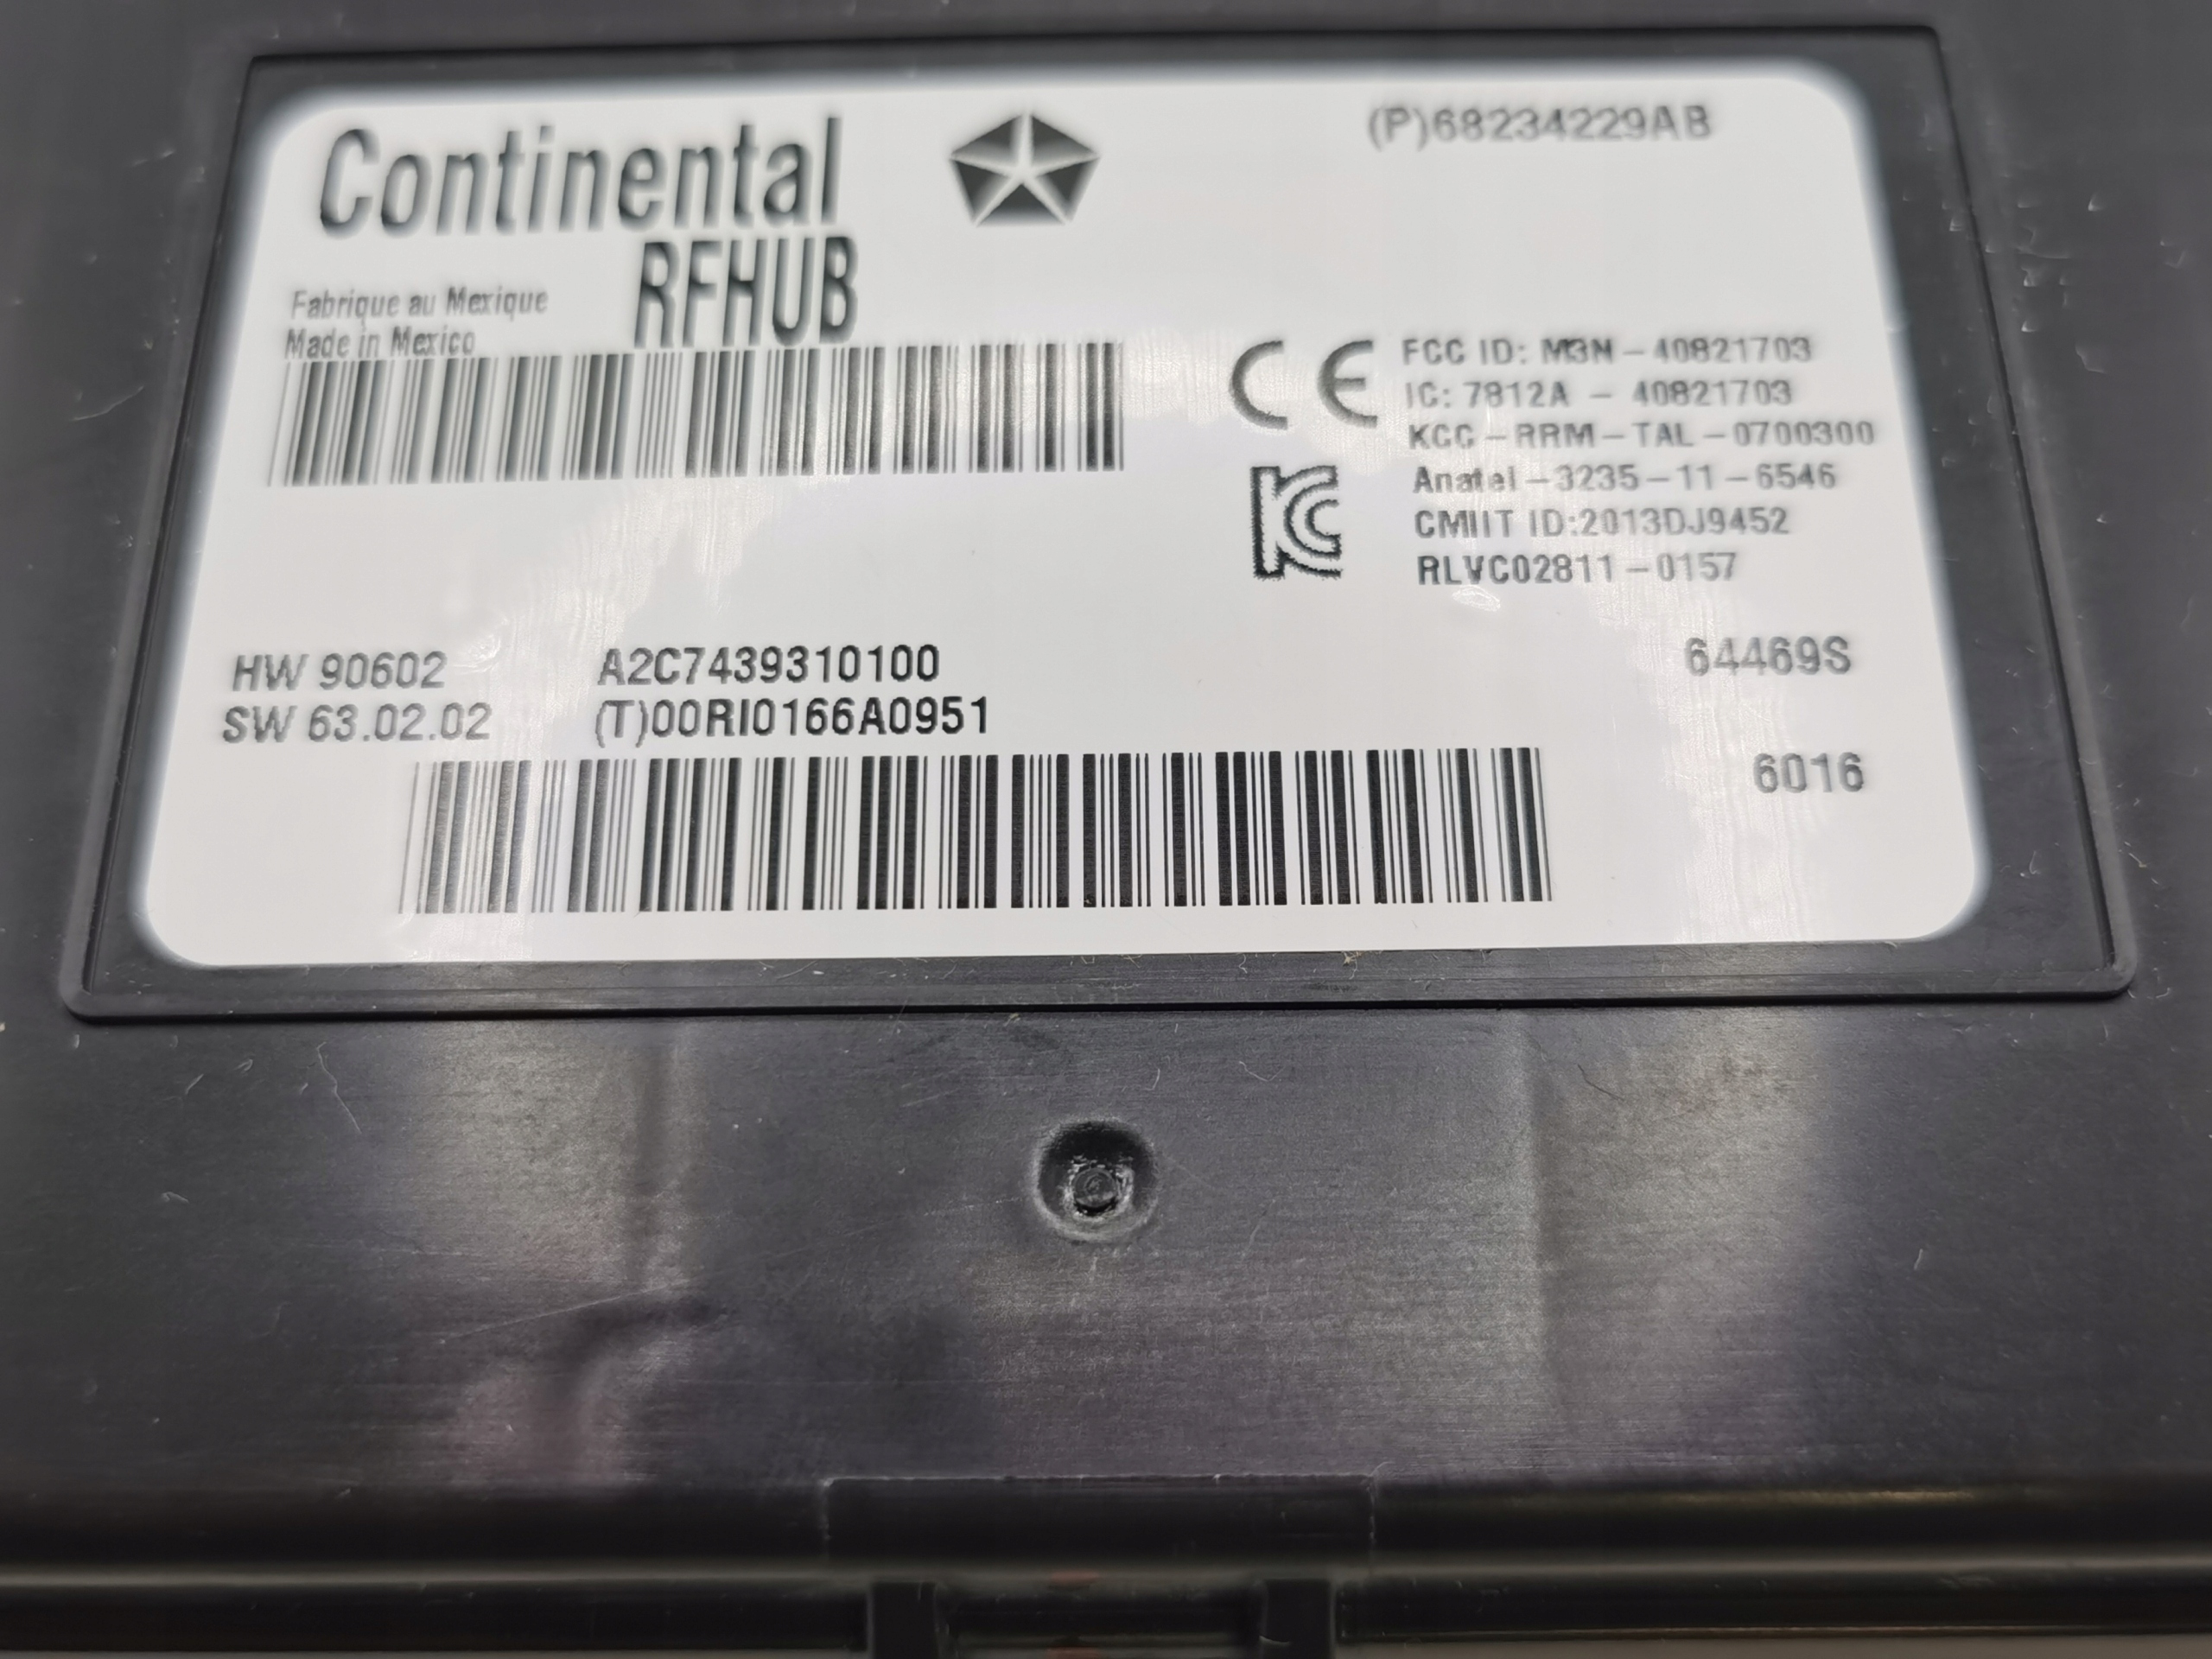 Continental
(P)68234229AB
RFHUB
Fabrique au Mexique
Made in Mexico
CE
FCC ID: M3N-40821703
IC: 7812A - 40821703
KCC-RRM-TAL-0700300
Anatel-3235-11-6546
CMIIT ID:2013DJ9452
RLVC02811-0157
HW 90602
A2C7439310100
64469S
SW 63.02.02
(T)00RI0166A0951
6016